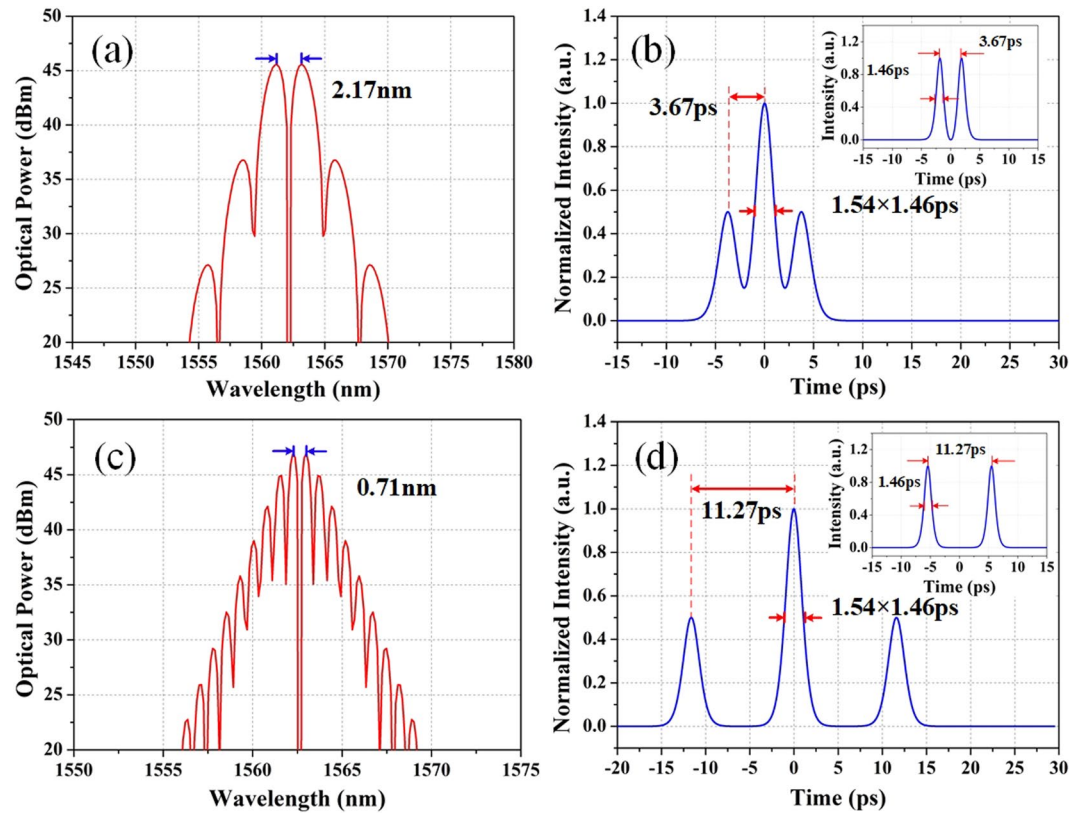 (a)
2.17nm
Optical Power (dBm)
50
45
40
35
30
25
20
1545 1550 1555 1560 1565 1570 1575 1580
Wavelength (nm)
(b)
3.67ps
1.54×1.46ps
Normalized Intensity (a.u.)
1.4
1.2
1.0
0.8
0.6
0.4
0.2
0.0
-15 -10 -5 0 5 10 15 20 25 30
Time (ps)
3.67ps
1.46ps
Intensity (a.u.)
1.2
0.8
0.4
0.0
-15 -10 -5 0 5 10 15
Time (ps)
(c)
0.71nm
Optical Power (dBm)
50
45
40
35
30
25
20
1550 1555 1560 1565 1570 1575
Wavelength (nm)
(d)
11.27ps
1.54×1.46ps
Normalized Intensity (a.u.)
1.4
1.2
1.0
0.8
0.6
0.4
0.2
0.0
-20 -15 -10 -5 0 5 10 15 20 25 30
Time (ps)
11.27ps
1.46ps
Intensity (a.u.)
1.2
0.8
0.4
0.0
-15 -10 -5 0 5 10 15
Time (ps)